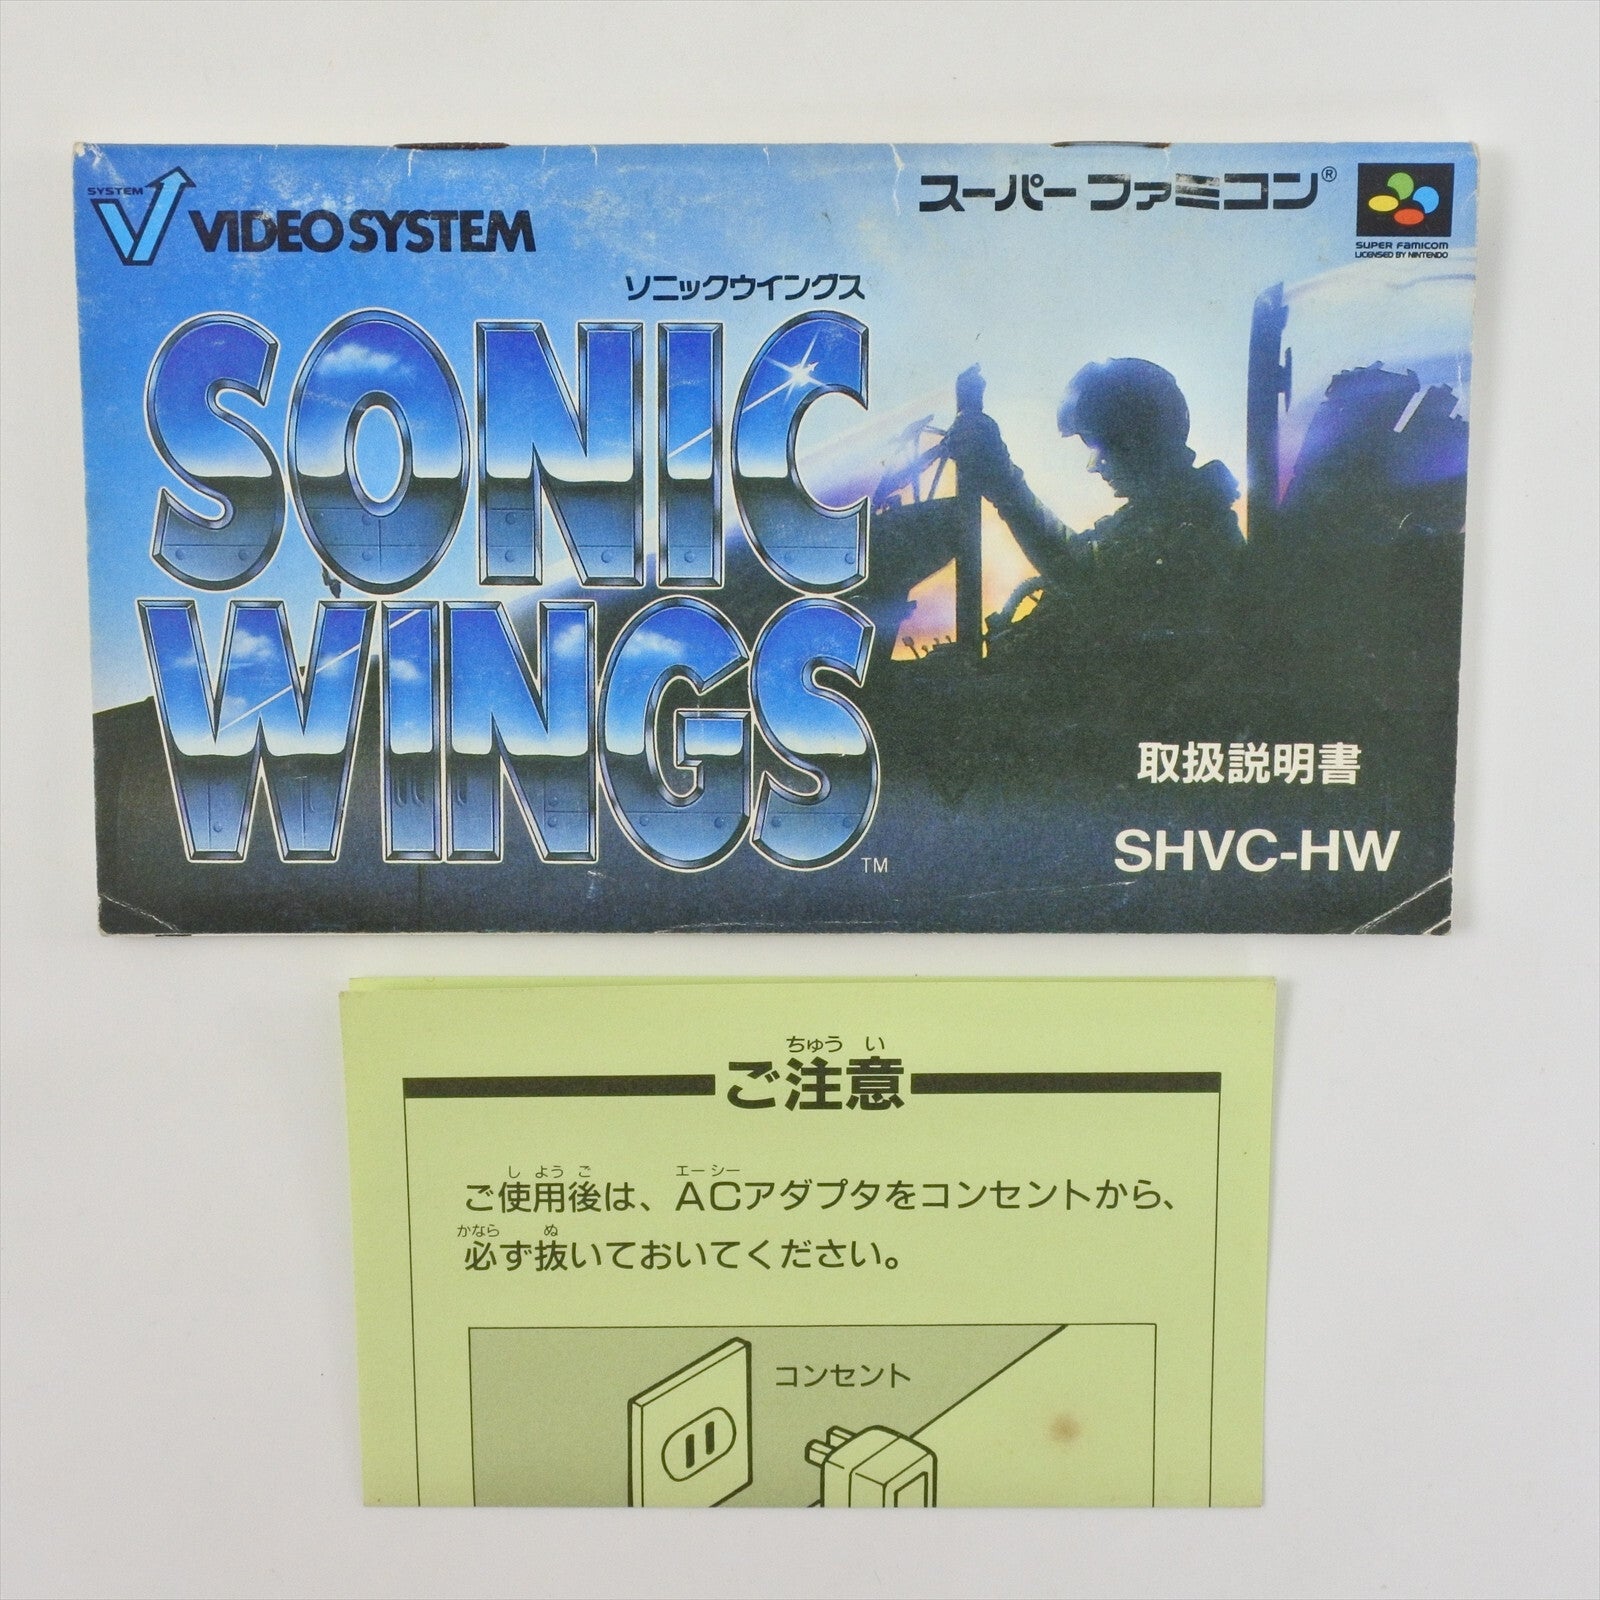 SYSTEM
VIDEO SYSTEM
スーパーファミコン®
SUPER FAMICOM
LICENSED BY NINTENDO
ソニックウイングス
SONIC
WINGS
TM
取扱説明書
SHVC-HW
ちゅうい
ご注意
しようご エーシー
ご使用後は、ACアダプタをコンセントから、
かなら ぬ
必ず抜いておいてください。
コンセント